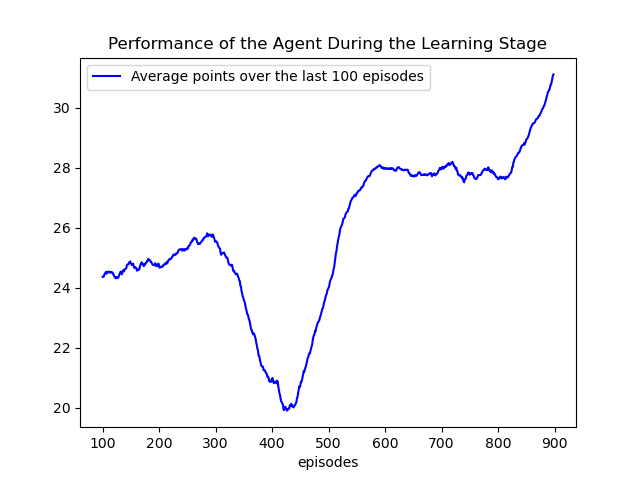 Performance of the Agent During the Learning Stage
Average points over the last 100 episodes
30
28
26
24
22
20
100 200 300 400 500 600 700 800 900
episodes